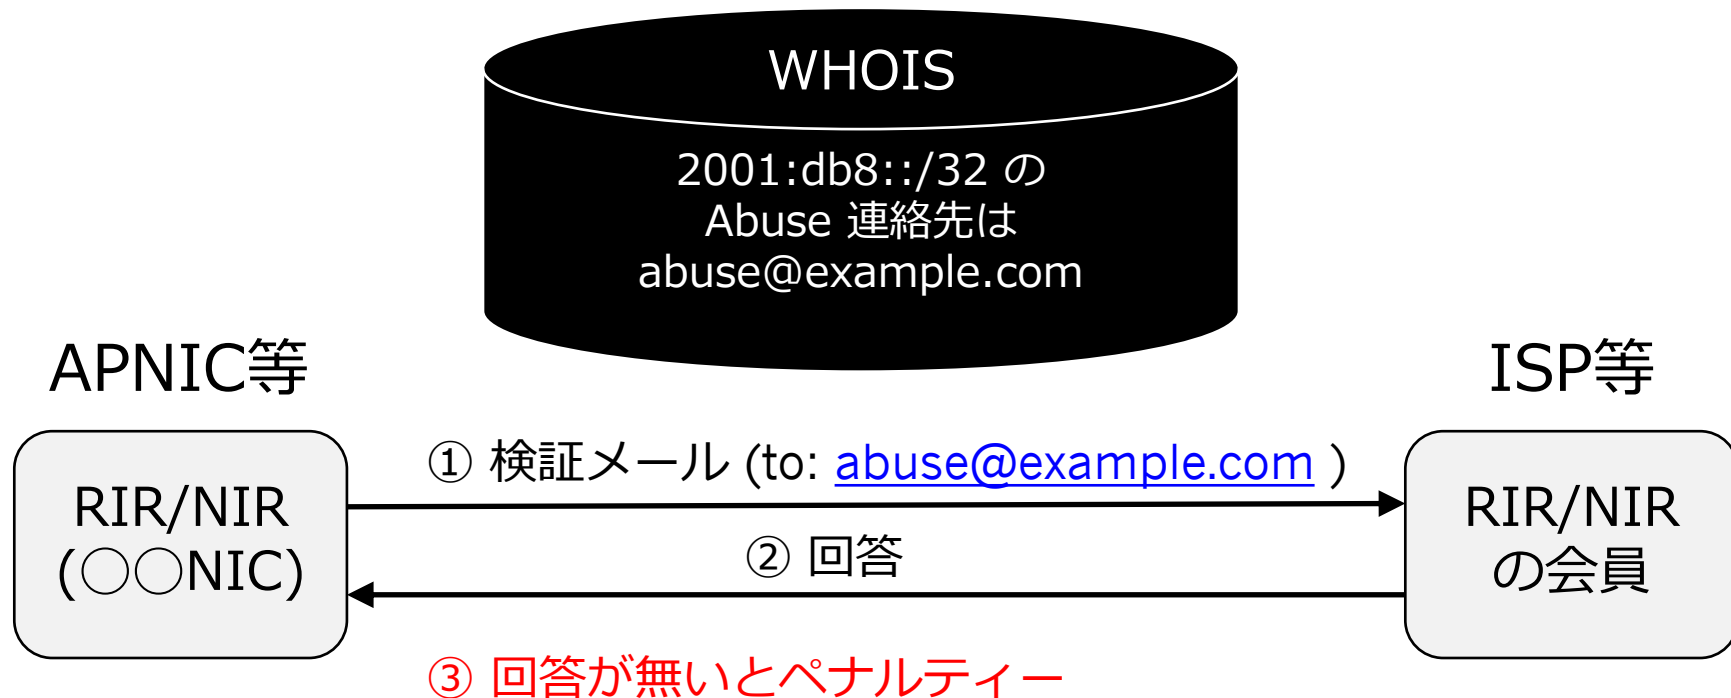 WHOIS
2001:db8::/32 の
Abuse 連絡先は
abuse@example.com
APNIC等
ISP等
RIR/NIR
(○○NIC)
① 検証メール (to: abuse@example.com )
② 回答
③ 回答が無いとペナルティー
RIR/NIR
の会員